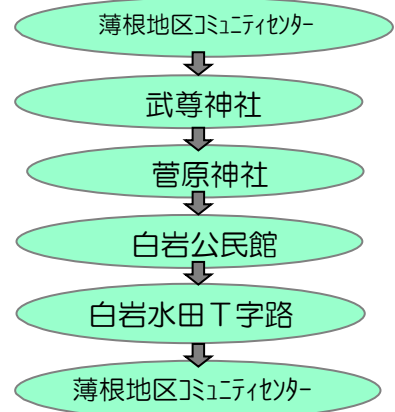 薄根地区ｺﾐｭﾆﾃｨｾﾝﾀｰ
武尊神社
菅原神社
白岩公民館
白岩水田Ｔ字路
薄根地区ｺﾐｭﾆﾃｨｾﾝﾀｰ